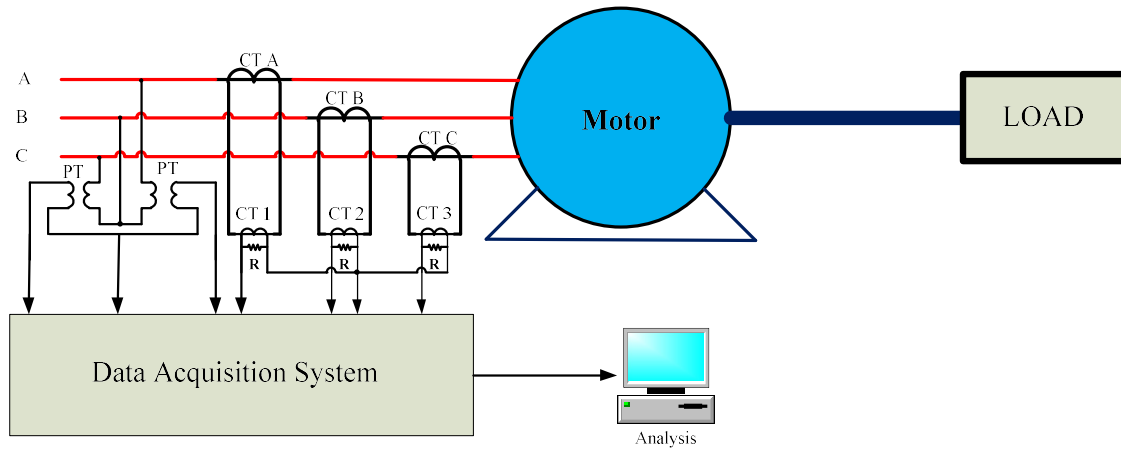 A
CT A
B
CT B
C
CT C
Motor
LOAD
PT
PT
CT 1
CT 2
CT 3
R
R
R
Data Acquisition System
Analysis